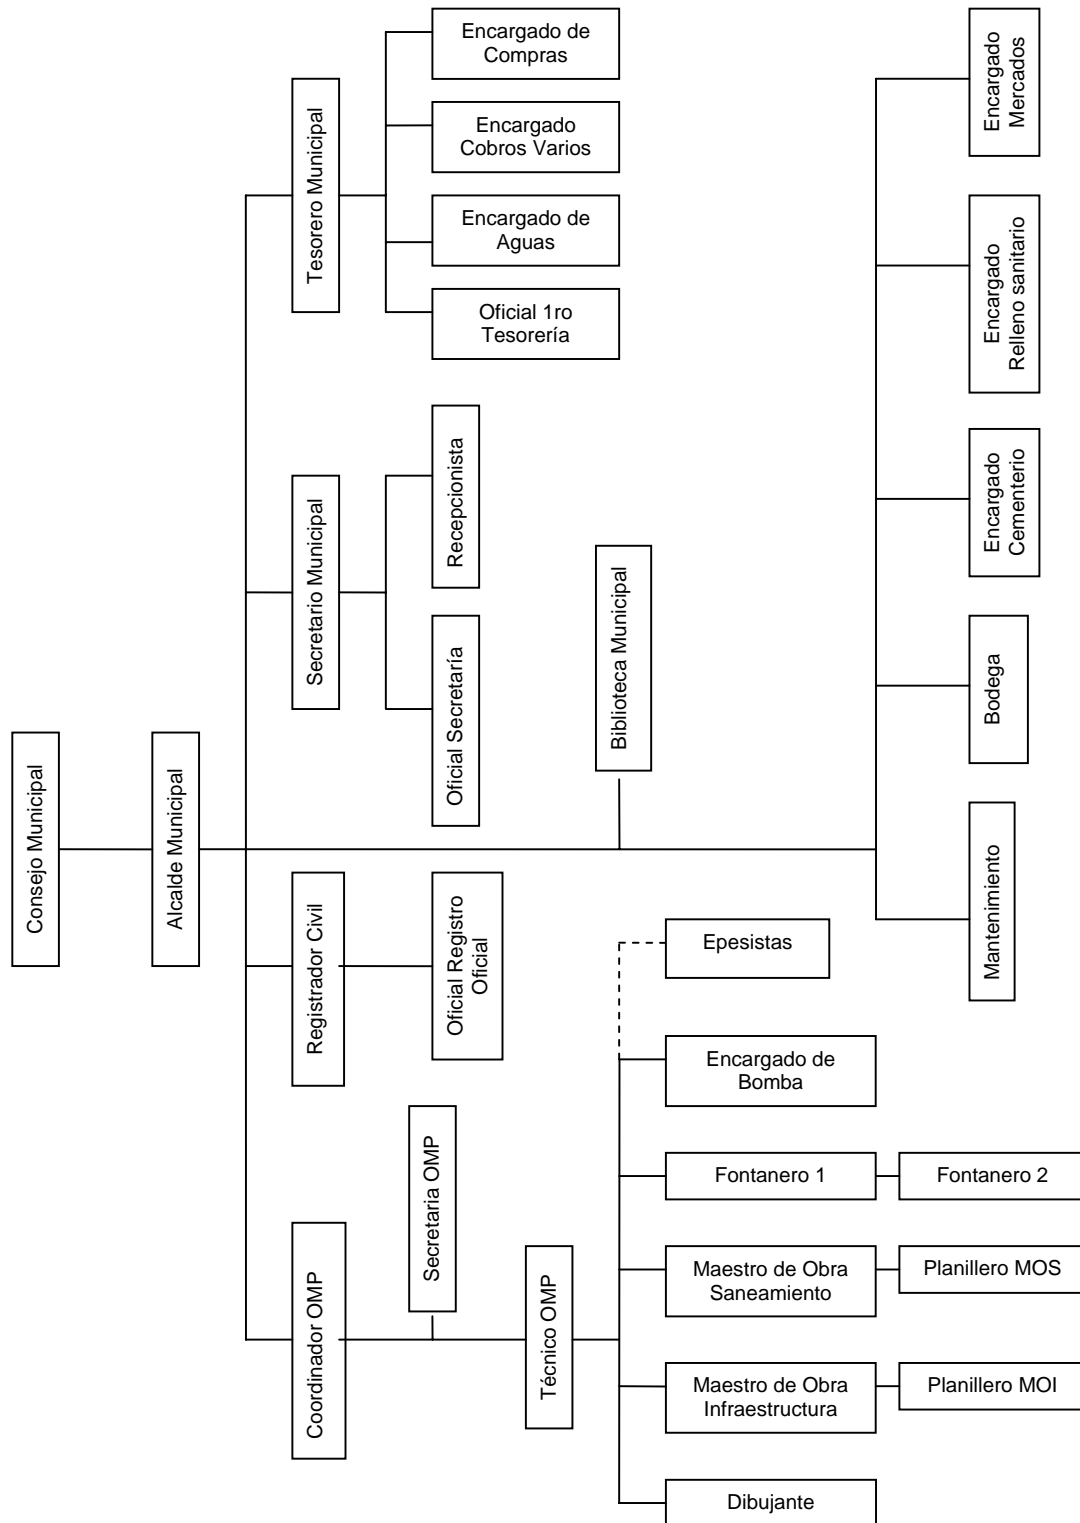 Consejo Municipal
Alcalde Municipal
Tesorero Municipal
Encargado de
Compras
Encargado
Cobros Varios
Encargado de
Aguas
Oficial 1ro
Tesorería
Secretario Municipal
Recepcionista
Oficial Secretaría
Registrador Civil
Oficial Registro
Oficial
Coordinador OMP
Secretaria OMP
Técnico OMP
Epesistas
Encargado de
Bomba
Fontanero 1
Fontanero 2
Maestro de Obra
Saneamiento
Planillero MOS
Maestro de Obra
Infraestructura
Planillero MOI
Dibujante
Biblioteca Municipal
Encargado
Mercados
Encargado
Relleno sanitario
Encargado
Cementerio
Bodega
Mantenimiento